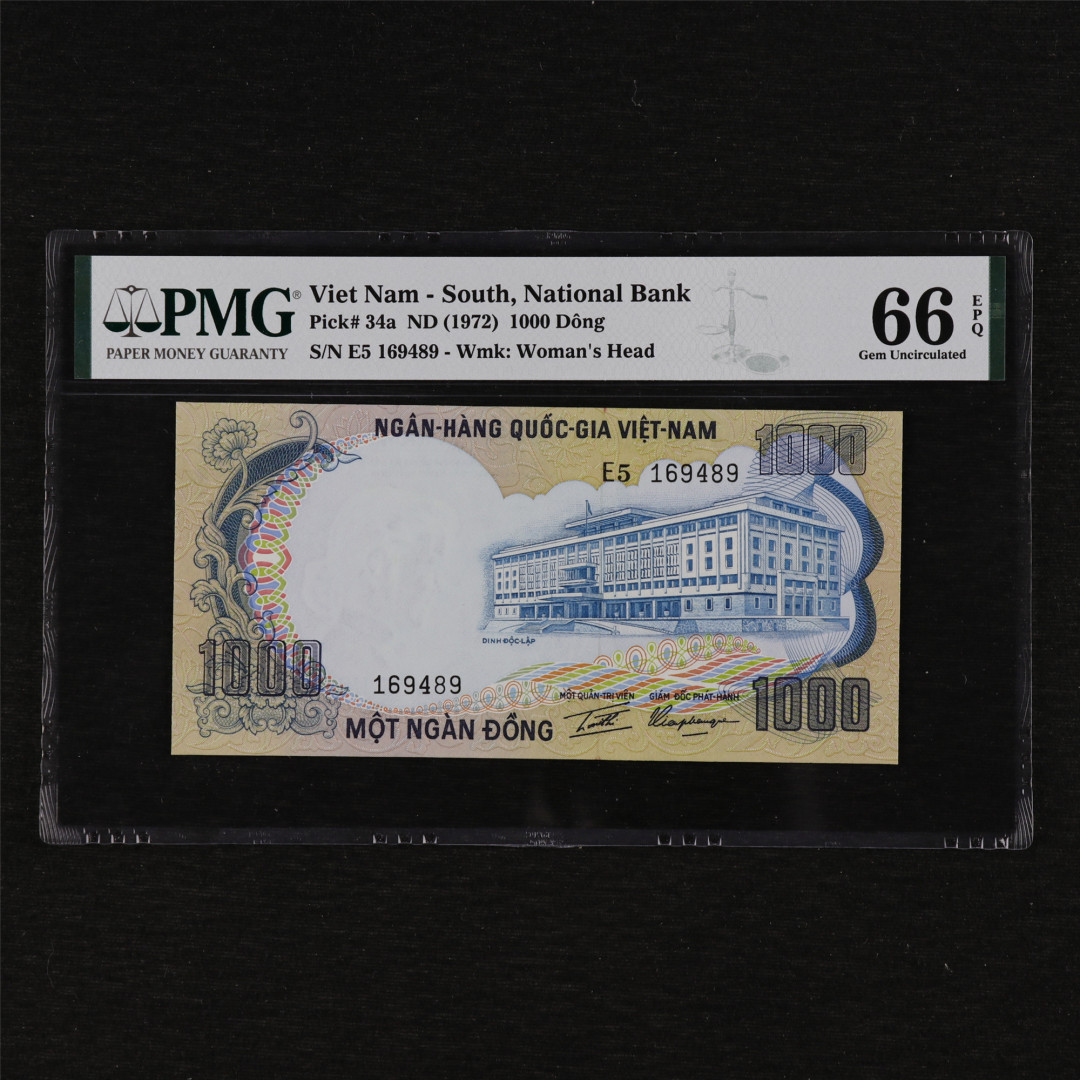 PMG®
PAPER MONEY GUARANTY
Viet Nam - South, National Bank
Pick# 34a ND (1972) 1000 Dông
S/N E5 169489 - Wmk: Woman's Head
66 EPQ
Gem Uncirculated
NGÂN-HÀNG QUỐC-GIA VIỆT-NAM
1000
E5 169489
DINH ĐỘC-LẬP
1000
169489
MỘT QUẢN-TRỊ-VIÊN GIÁM ĐỐC PHÁT-HÀNH
1000
MỘT NGÀN ĐỒNG